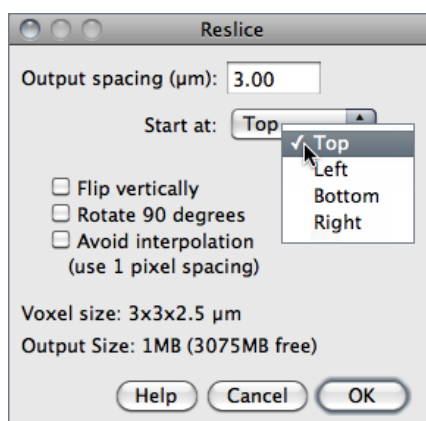 Reslice
Output spacing (µm): 3.00
Start at: Top
Top
Left
Bottom
Right
Flip vertically
Rotate 90 degrees
Avoid interpolation
(use 1 pixel spacing)
Voxel size: 3x3x2.5 µm
Output Size: 1MB (3075MB free)
Help Cancel OK